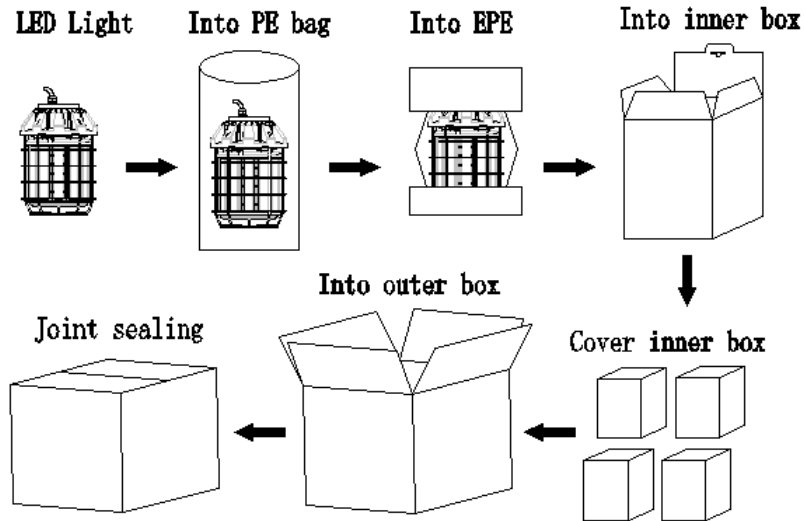 LED Light
Into PE bag
Into EPE
Into inner box
Cover inner box
Into outer box
Joint sealing